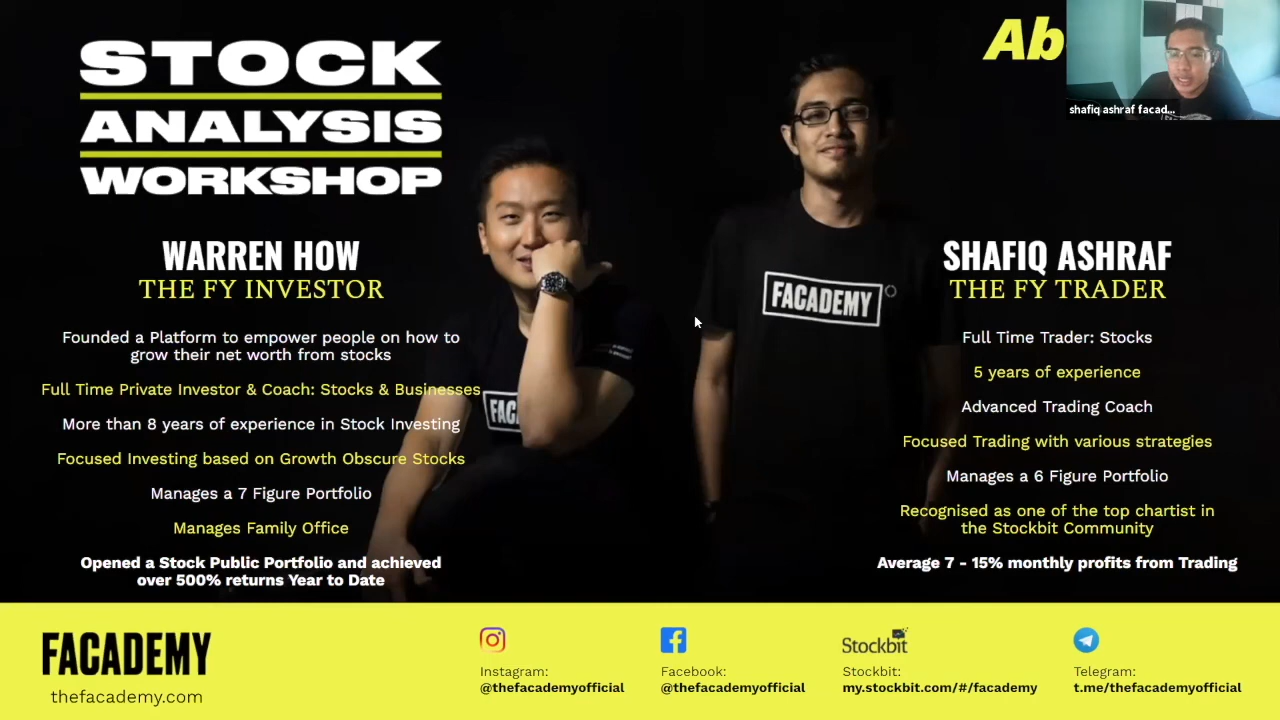 STOCK
ANALYSIS
WORKSHOP
Ab
shafiq ashraf facad...
WARREN HOW
THE FY INVESTOR
Founded a Platform to empower people on how to
grow their net worth from stocks
Full Time Private Investor & Coach: Stocks & Businesses
More than 8 years of experience in Stock Investing
Focused Investing based on Growth Obscure Stocks
Manages a 7 Figure Portfolio
Manages Family Office
Opened a Stock Public Portfolio and achieved
over 500% returns Year to Date
FAC
FACADEMY
SHAFIQ ASHRAF
THE FY TRADER
Full Time Trader: Stocks
5 years of experience
Advanced Trading Coach
Focused Trading with various strategies
Manages a 6 Figure Portfolio
Recognised as one of the top chartist in
the Stockbit Community
Average 7 - 15% monthly profits from Trading
FACADEMY
thefacademy.com
Instagram:
@thefacademyofficial
Facebook:
@thefacademyofficial
Stockbit
Stockbit:
my.stockbit.com/#/facademy
Telegram:
t.me/thefacademyofficial